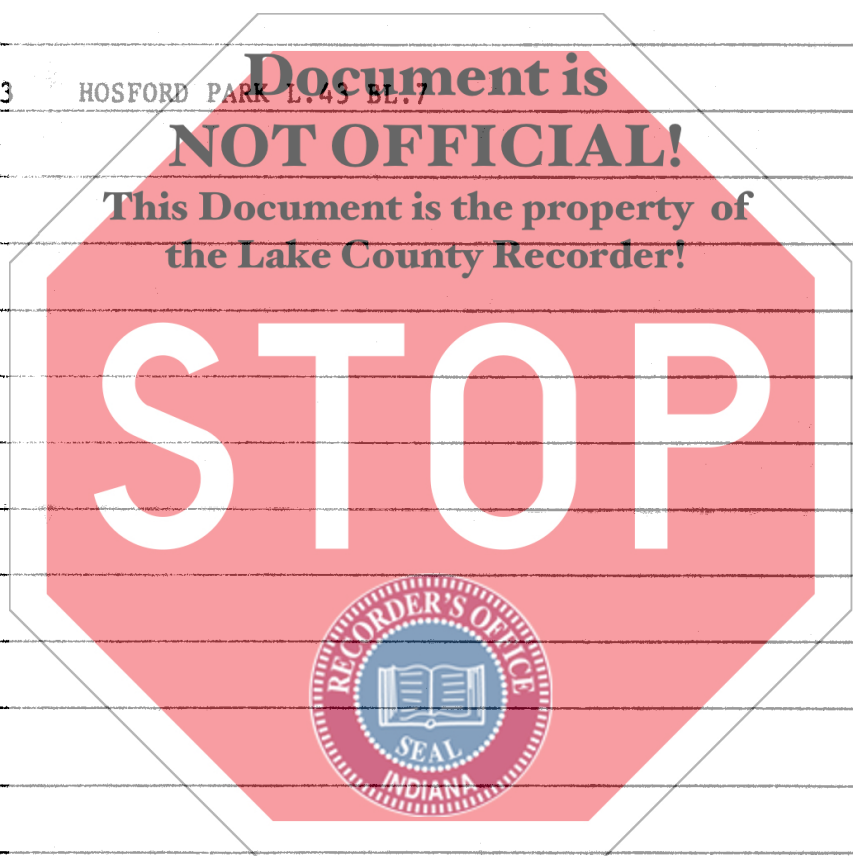 3 HOSFORD PARK L.43 BL.7
Document is
NOT OFFICIAL!
This Document is the property of
the Lake County Recorder!
STOP
RECORDER'S OFFICE
SEAL
INDIANA